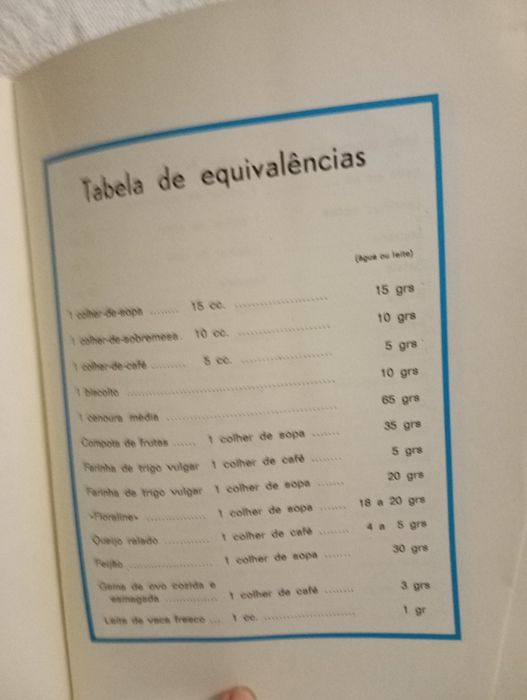 Tabela de equivalências
(água ou leite)
1 colher-de-sopa ........ 15 cc. ........................ 15 grs
1 colher-de-sobremesa . 10 cc. ........................ 10 grs
1 colher-de-café ......... 5 cc. ........................ 5 grs
1 biscoito ...................................................... 10 grs
1 cenoura média ............................................. 65 grs
Compota de frutas ...... 1 colher de sopa ....... 35 grs
Farinha de trigo vulgar 1 colher de café ........ 5 grs
Farinha de trigo vulgar 1 colher de sopa ....... 20 grs
«Floraline» ................ 1 colher de sopa ....... 18 a 20 grs
Queijo ralado ............ 1 colher de café ........ 4 a 5 grs
Feijão ...................... 1 colher de sopa ....... 30 grs
Gema de ovo cozida e
esmagada .............. 1 colher de café ........ 3 grs
Leite de vaca fresco ... 1 cc. ........................ 1 gr